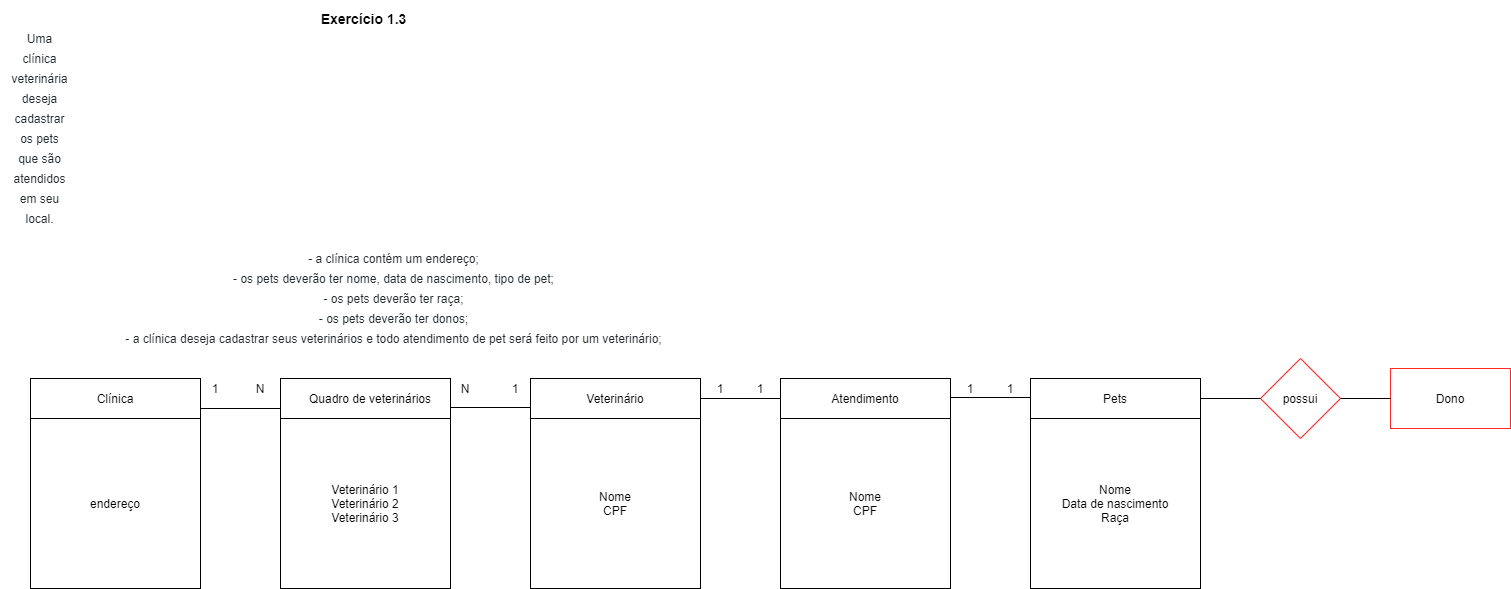 Exercício 1.3
Uma
clínica
veterinária
deseja
cadastrar
os pets
que são
atendidos
em seu
local.
- a clínica contém um endereço;
- os pets deverão ter nome, data de nascimento, tipo de pet;
- os pets deverão ter raça;
- os pets deverão ter donos;
- a clínica deseja cadastrar seus veterinários e todo atendimento de pet será feito por um veterinário;
Clínica
1
N
Quadro de veterinários
N
1
Veterinário
1
1
Atendimento
1
1
Pets
possui
Dono
endereço
Veterinário 1
Veterinário 2
Veterinário 3
Nome
CPF
Nome
CPF
Nome
Data de nascimento
Raça